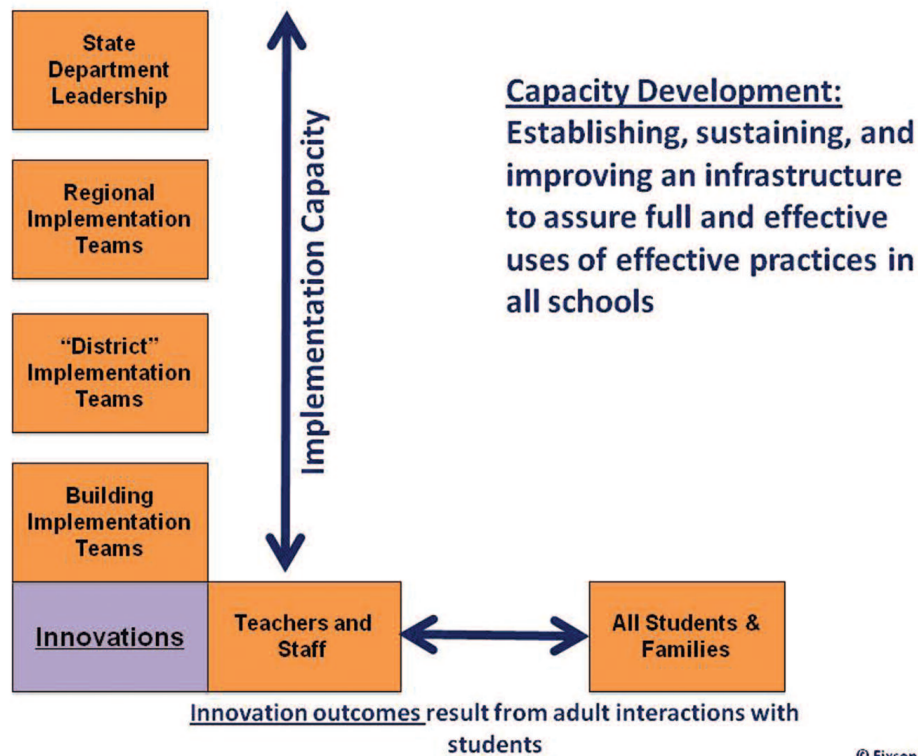 State
Department
Leadership
Regional
Implementation
Teams
“District”
Implementation
Teams
Building
Implementation
Teams
Implementation Capacity
Capacity Development:
Establishing, sustaining, and
improving an infrastructure
to assure full and effective
uses of effective practices in
all schools
Innovations
Teachers and
Staff
All Students &
Families
Innovation outcomes result from adult interactions with
students
©